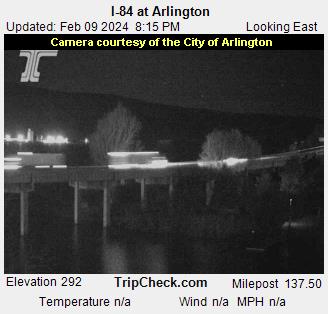 I-84 at Arlington
Updated: Feb 09 2024 8:15 PM Looking East
Camera courtesy of the City of Arlington
Elevation 292 TripCheck.com Milepost 137.50
Temperature n/a Wind n/a MPH n/a